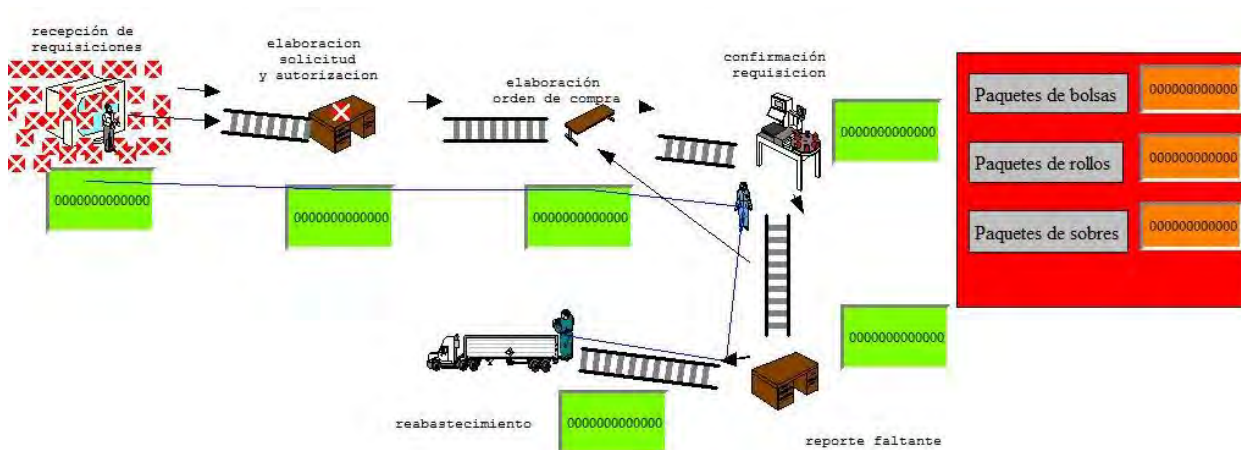 recepción de
requisiciones
elaboracion
solicitud
y autorizacion
elaboración
orden de compra
confirmación
requisicion
0000000000000
0000000000000
0000000000000
0000000000000
Paquetes de bolsas
000000000000
Paquetes de rollos
000000000000
Paquetes de sobres
000000000000
0000000000000
reabastecimiento
0000000000000
reporte faltante